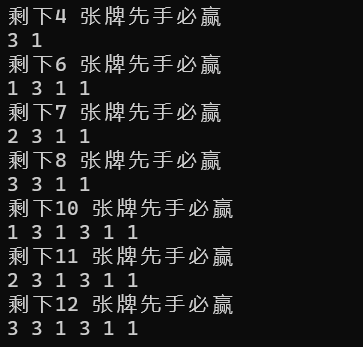 剩下4 张牌先手必赢
3 1
剩下6 张牌先手必赢
1 3 1 1
剩下7 张牌先手必赢
2 3 1 1
剩下8 张牌先手必赢
3 3 1 1
剩下10 张牌先手必赢
1 3 1 3 1 1
剩下11 张牌先手必赢
2 3 1 3 1 1
剩下12 张牌先手必赢
3 3 1 3 1 1